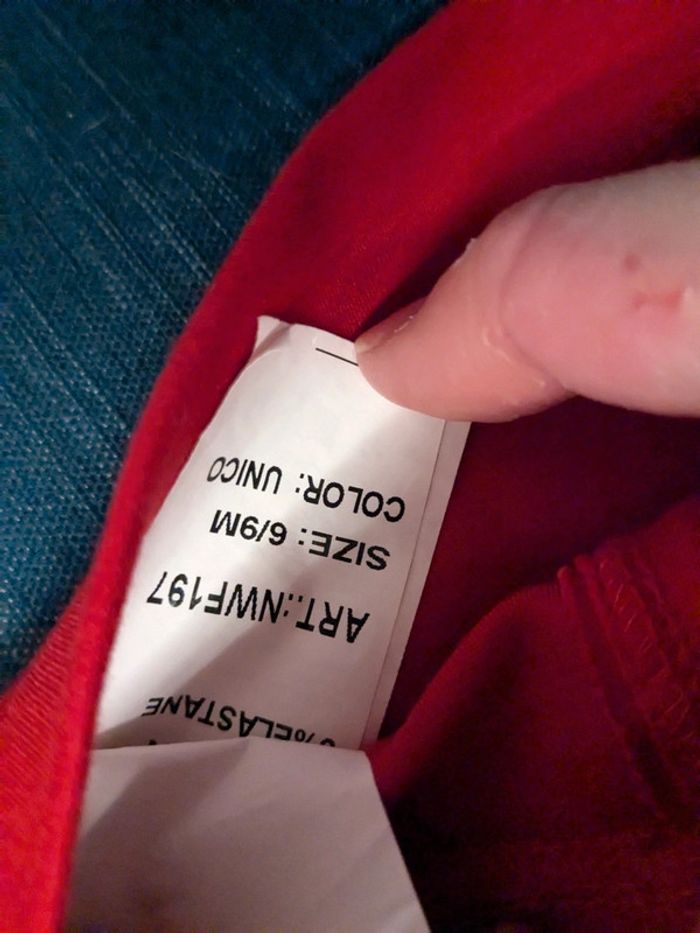 %ELASTANE
ART.:NWF197
SIZE: 6/9M
COLOR: UNICO